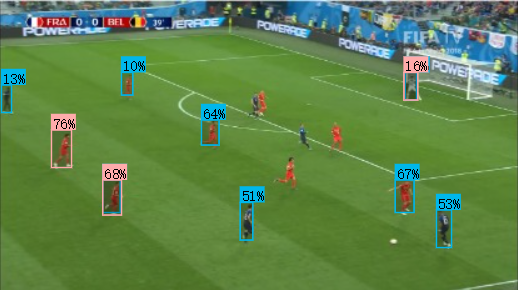 FRA 0 0 BEL 39'
POWERADE
POWERADE
FIFA TV
POWERADE
16%
10%
13%
64%
76%
68%
67%
51%
53%